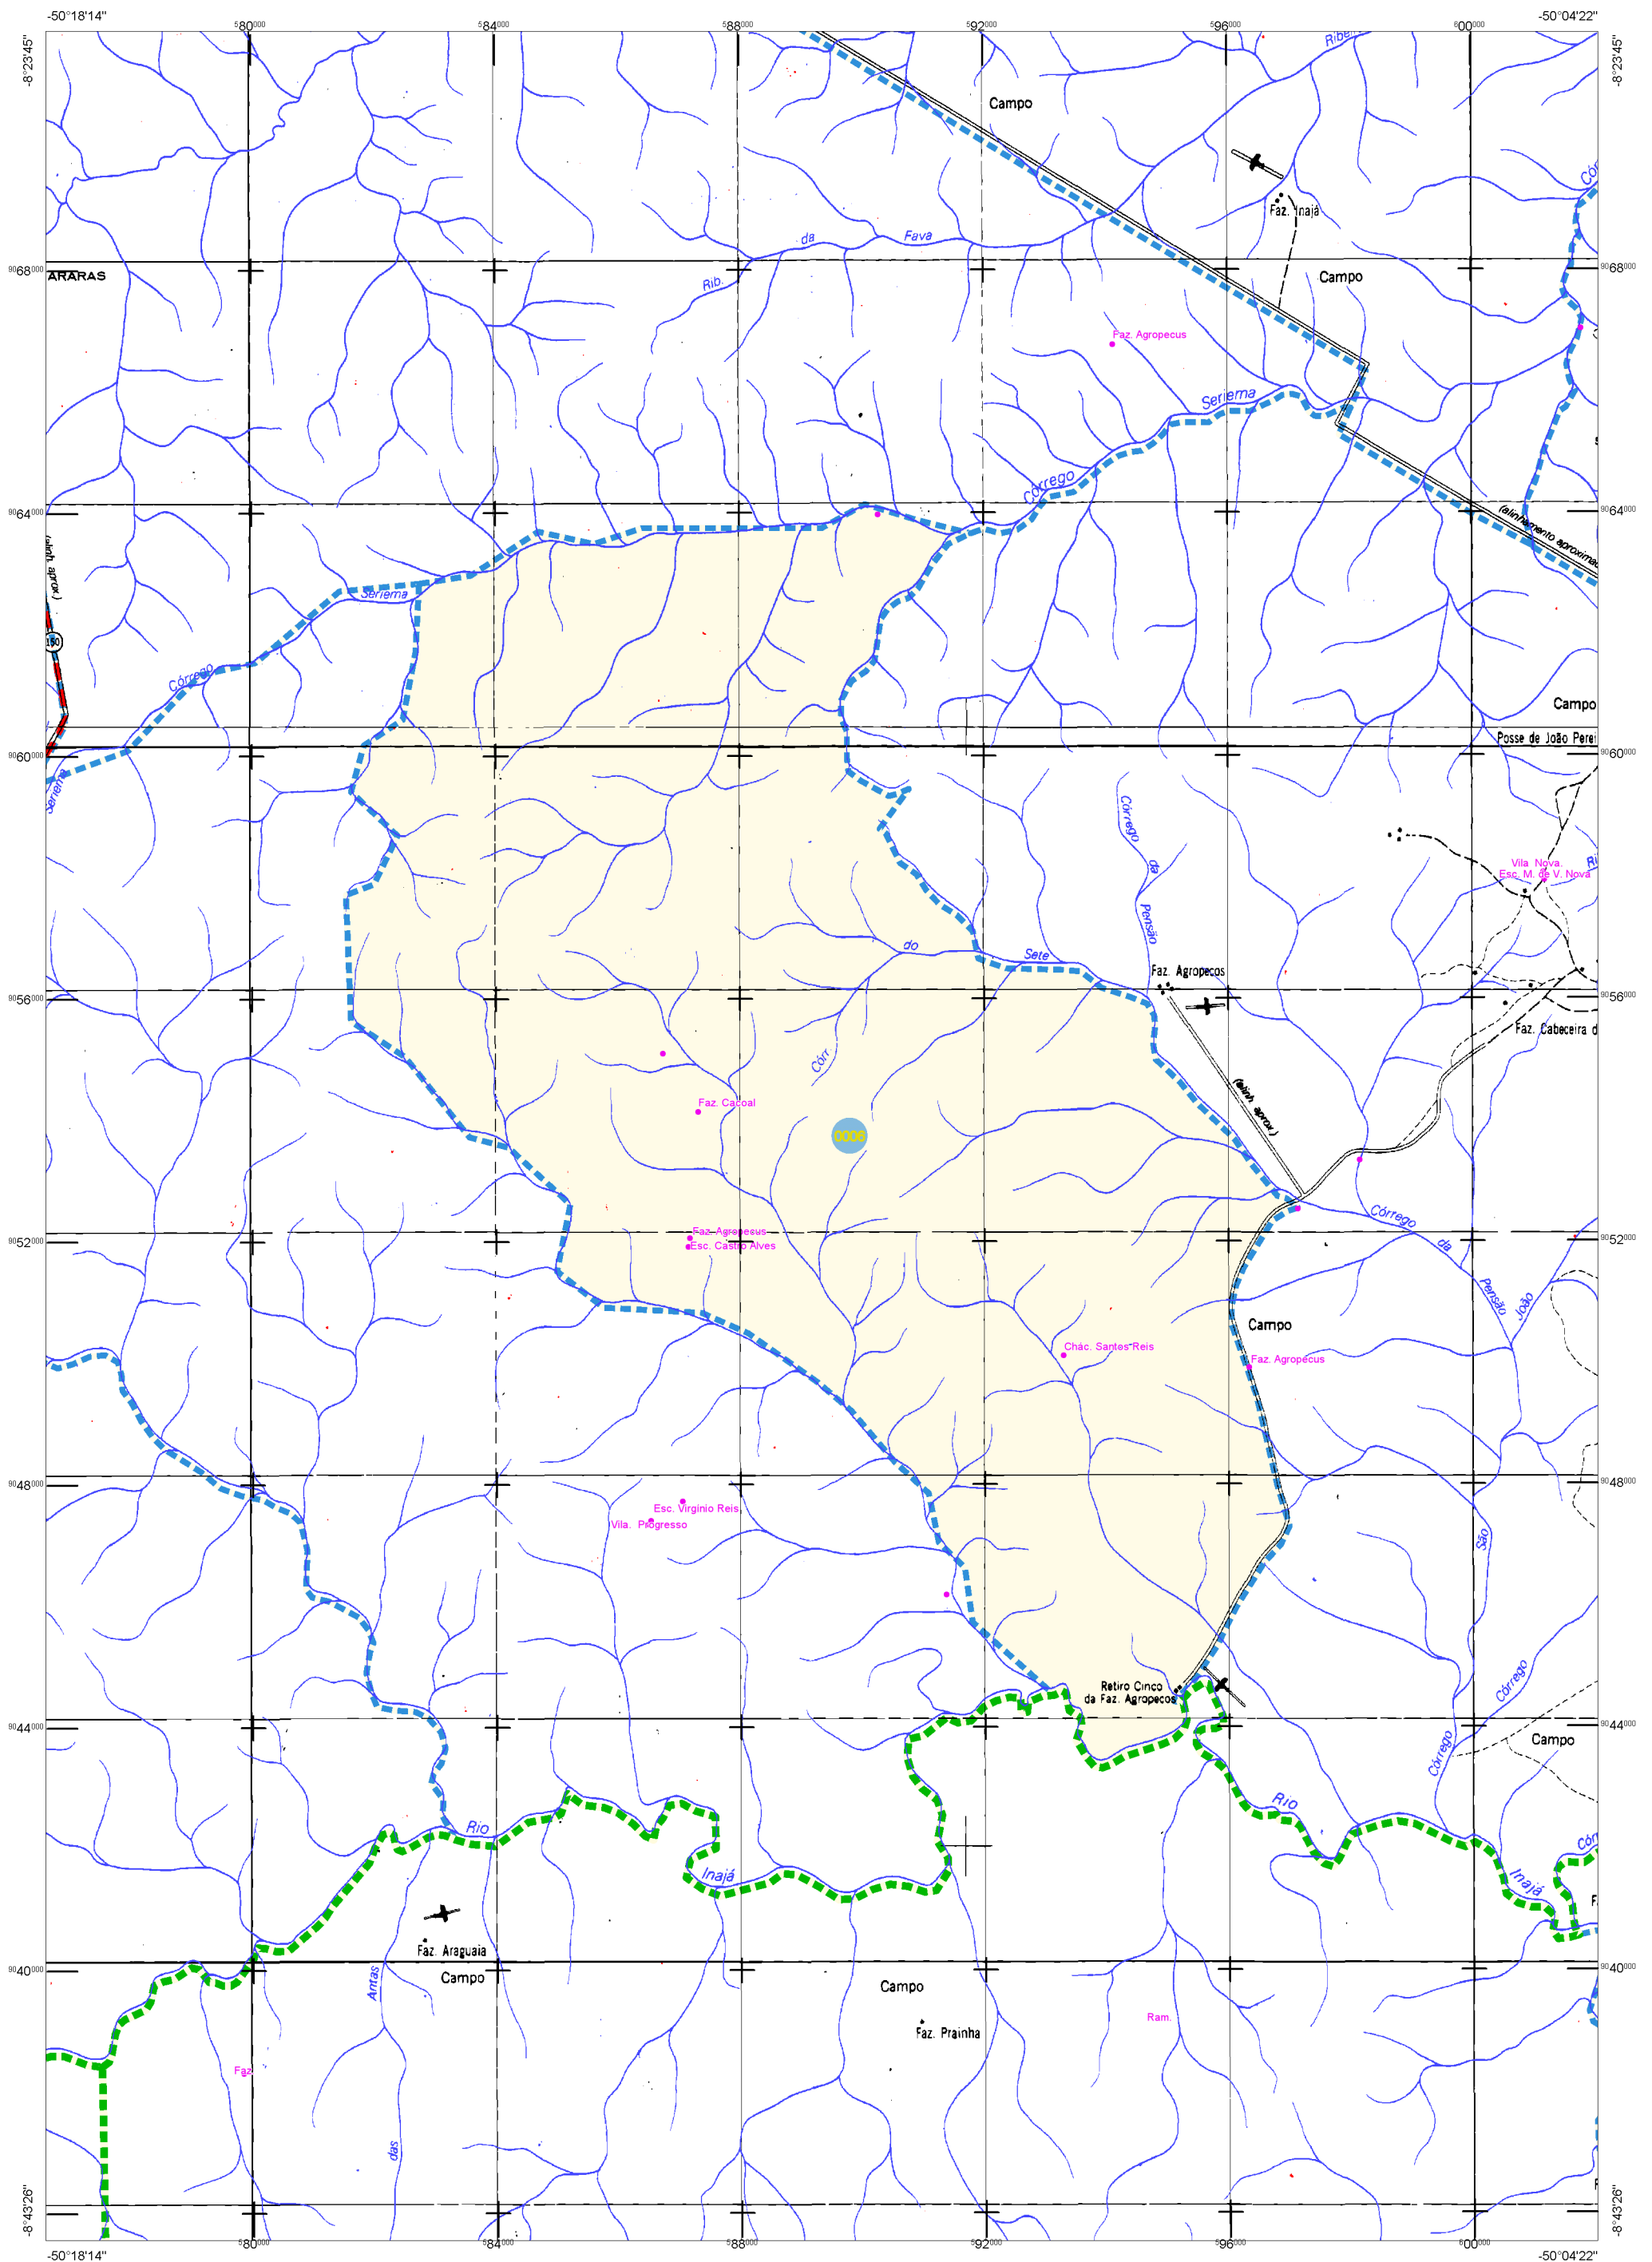 -50°18'14"
580000
584000
588000
592000
596000
600000
-50°04'22"
-8°23'45"
-8°23'45"
Campo
Faz. Inajá
da
Fava
Rib.
9068000
ARARAS
Campo
9068000
Faz. Agropecus
Seriema
Córrego
9064000
9064000
(alinh. aprox.)
Seriema
Córrego
Campo
Posse de João Perei
9060000
9060000
Seriema
Córrego
da
Pensão
Vila Nova.
Esc. M. de V. Nova
do
Sete
Faz. Agropecos
9056000
9056000
Faz. Cabeceira d
Córr
(alinh. aprox.)
Faz. Cacoal
0006
Córrego
da
Pensão
João
Faz. Agropecus
Esc. Castro Alves
9052000
9052000
Campo
Chác. Santos Reis
Faz. Agropecus
9048000
9048000
Esc. Virgínio Reis
Vila. Progresso
São
Córrego
Retiro Cinco
da Faz. Agropecos
9044000
9044000
Córrego
Campo
Rio
Rio
Inajá
Inajá
Faz. Araguaia
Campo
9040000
9040000
Antas
Campo
Faz. Prainha
Ram.
Faz
das
-8°43'26"
-8°43'26"
-50°18'14"
580000
584000
588000
592000
596000
600000
-50°04'22"